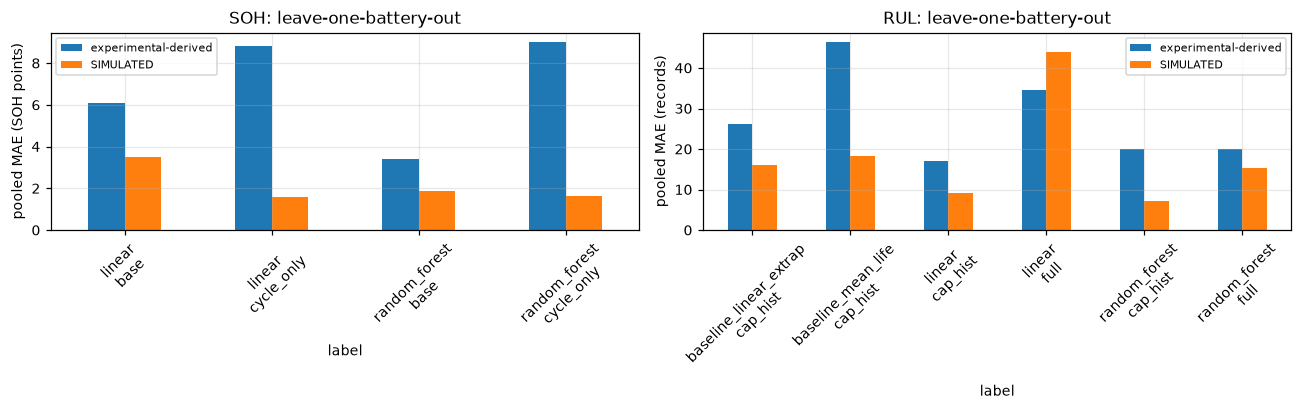 SOH: leave-one-battery-out
pooled MAE (SOH points)
8
6
4
2
0
experimental-derived
SIMULATED
linear
base
linear
cycle_only
random_forest
base
random_forest
cycle_only
label
RUL: leave-one-battery-out
pooled MAE (records)
40
30
20
10
0
experimental-derived
SIMULATED
baseline_linear_extrap
cap_hist
baseline_mean_life
cap_hist
linear
cap_hist
linear
full
random_forest
cap_hist
random_forest
full
label